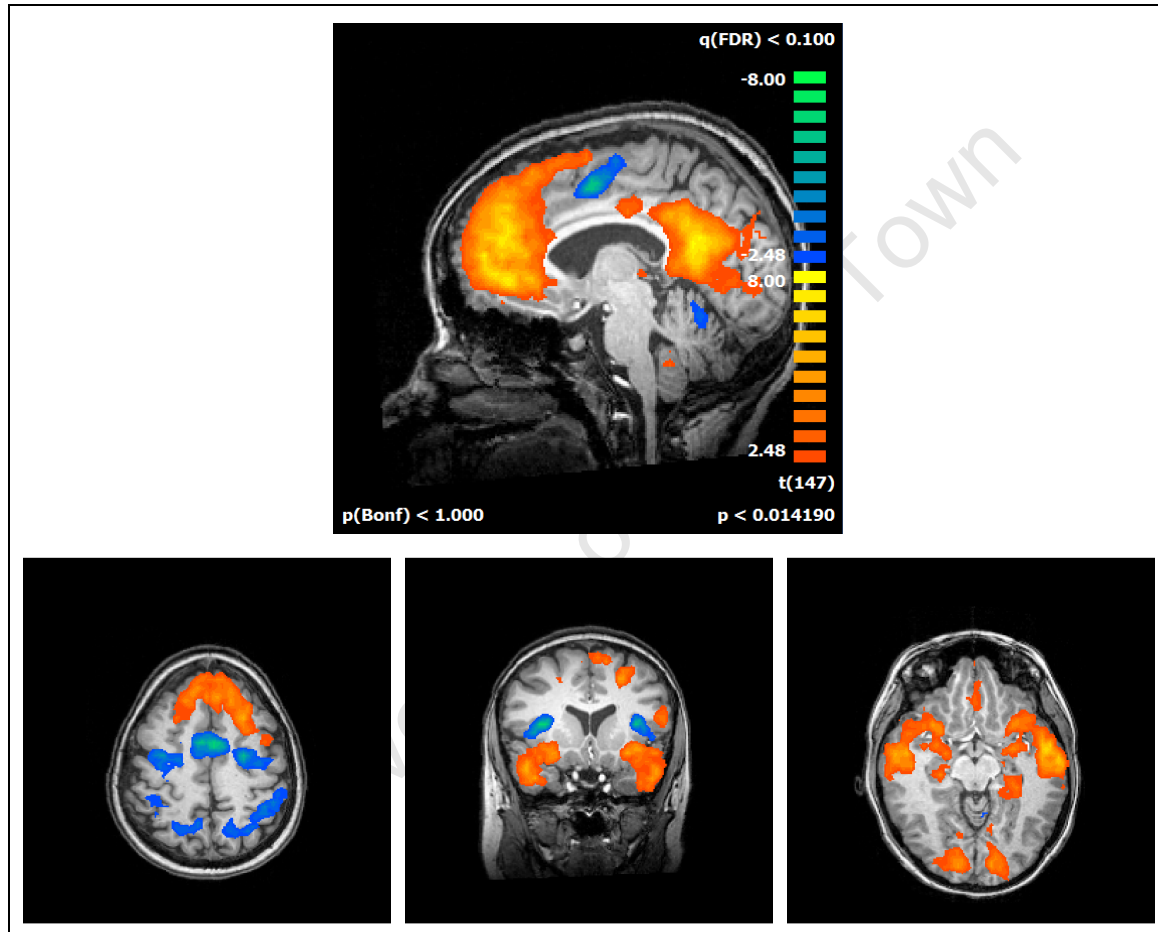 q(FDR) < 0.100
-8.00
-2.48
8.00
2.48
t(147)
p(Bonf) < 1.000
p < 0.014190
Town